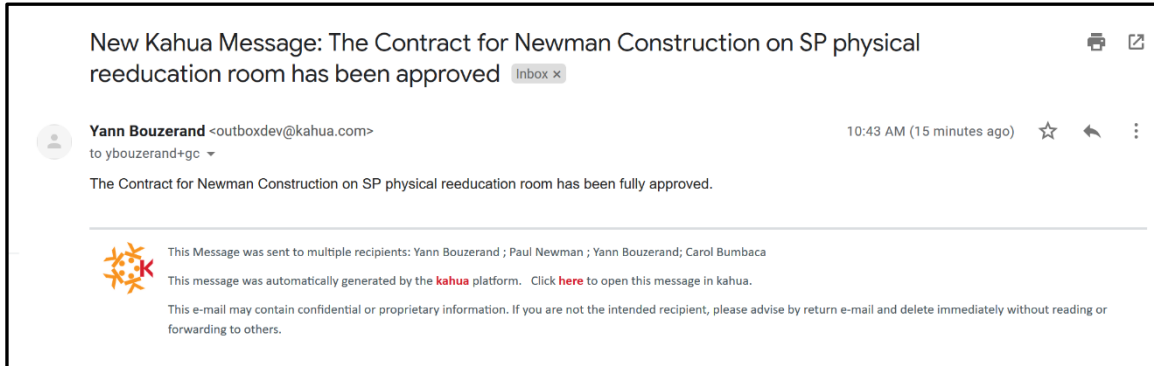 New Kahua Message: The Contract for Newman Construction on SP physical
reeducation room has been approved Inbox x
Yann Bouzerand <outboxdev@kahua.com> 10:43 AM (15 minutes ago)
to ybouzerand+gc
The Contract for Newman Construction on SP physical reeducation room has been fully approved.
K
This Message was sent to multiple recipients: Yann Bouzerand ; Paul Newman ; Yann Bouzerand; Carol Bumbaca
This message was automatically generated by the kahua platform. Click here to open this message in kahua.
This e-mail may contain confidential or proprietary information. If you are not the intended recipient, please advise by return e-mail and delete immediately without reading or
forwarding to others.